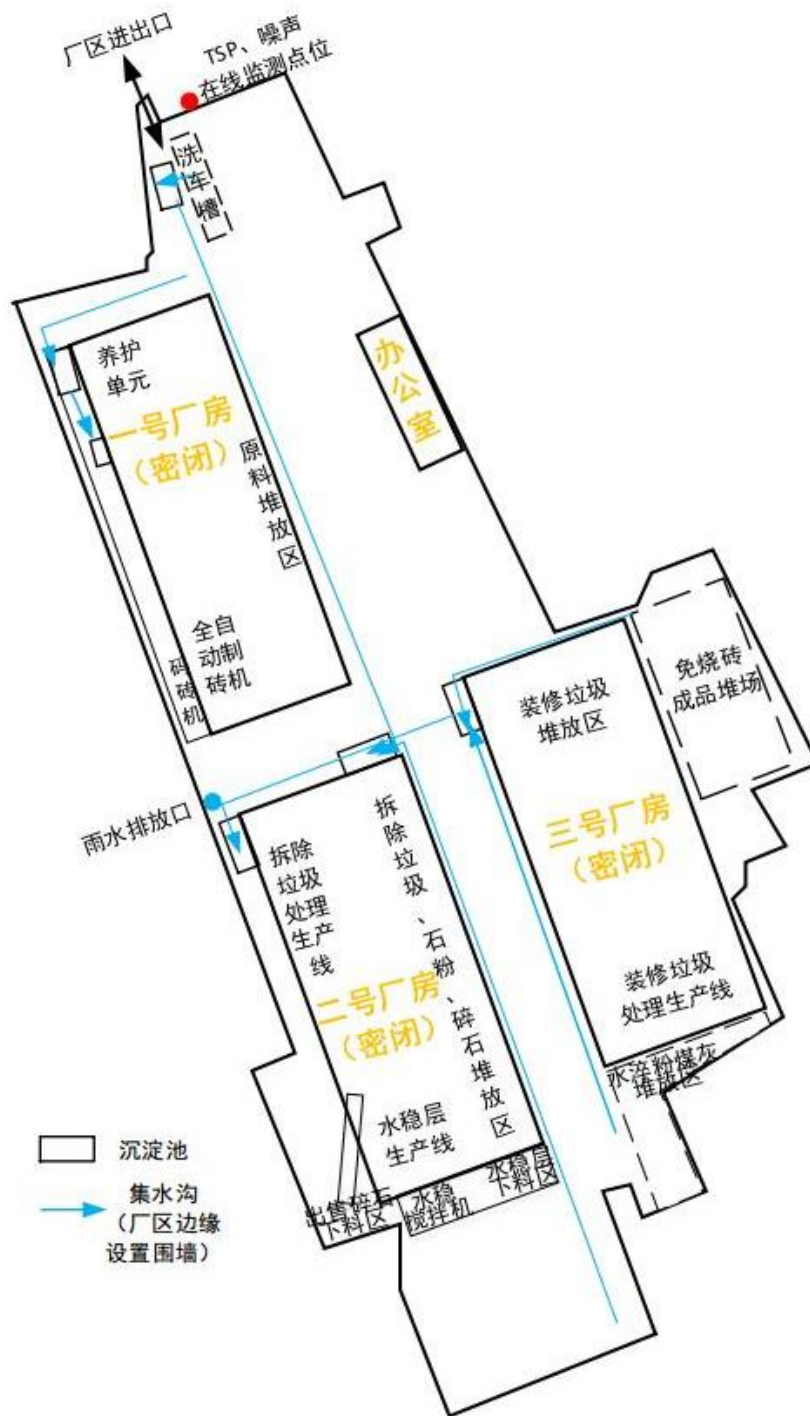 厂区进出口
TSP、噪声
在线监测点位
洗车槽
养护
单元
一号厂房
（密闭）
原料堆放区
全自
动制
砖机
码砖机
办公室
装修垃圾
堆放区
免烧砖
成品堆场
三号厂房
（密闭）
装修垃圾
处理生产线
水淬粉煤灰
堆放区
雨水排放口
拆除
垃圾
处理
生产
线
拆除垃圾、石粉、碎石堆放区
二号厂房
（密闭）
水稳层
生产线
出售碎石
下料区
水稳
搅拌机
水稳层
下料区
沉淀池
集水沟
（厂区边缘
设置围墙）